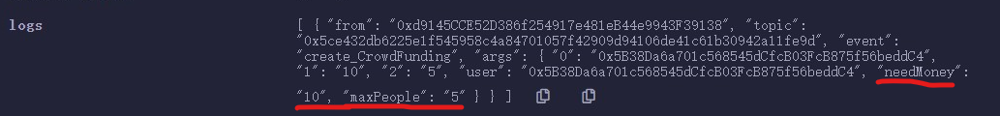 logs
[ { "from": "0xd9145CCE52D386f254917e481eB44e9943F39138", "topic":
"0x5ce432db6225e1f545958c4a84701057f42909d94106de41c61b30942a11fe9d", "event":
"create_CrowdFunding", "args": { "0": "0x5B38Da6a701c568545dCfcB03FcB875f56beddC4",
"1": "10", "2": "5", "user": "0x5B38Da6a701c568545dCfcB03FcB875f56beddC4", "needMoney":
"10", "maxPeople": "5" } } ]